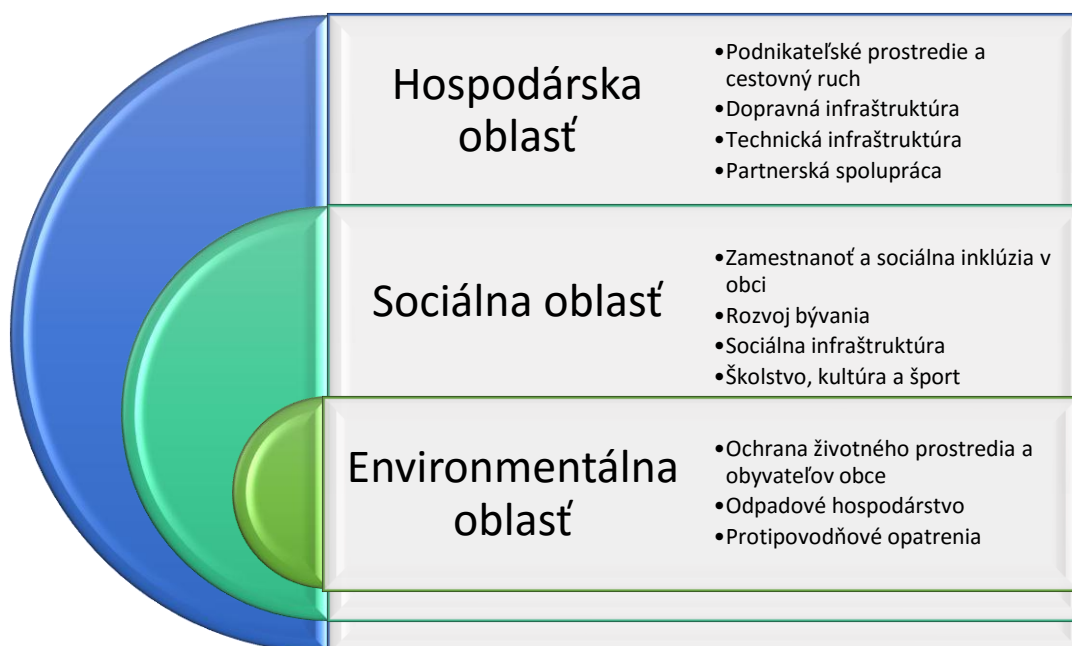 Hospodárska
oblasť
•Podnikateľské prostredie a
cestovný ruch
•Dopravná infraštruktúra
•Technická infraštruktúra
•Partnerská spolupráca
Sociálna oblasť
•Zamestnanoť a sociálna inklúzia v
obci
•Rozvoj bývania
•Sociálna infraštruktúra
•Školstvo, kultúra a šport
Environmentálna
oblasť
•Ochrana životného prostredia a
obyvateľov obce
•Odpadové hospodárstvo
•Protipovodňové opatrenia